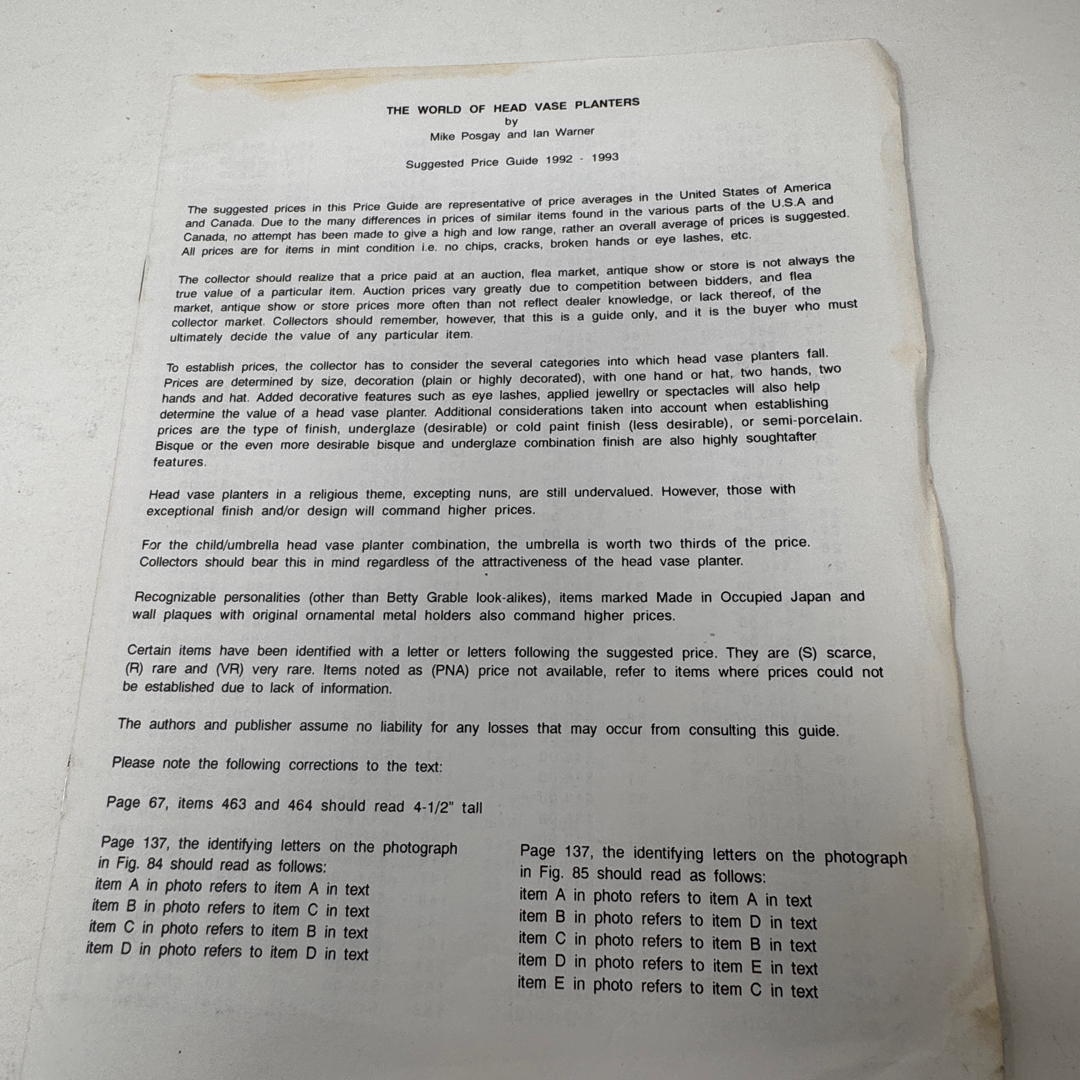 THE WORLD OF HEAD VASE PLANTERS
by
Mike Posgay and Ian Warner
Suggested Price Guide 1992 - 1993
The suggested prices in this Price Guide are representative of price averages in the United States of America
and Canada. Due to the many differences in prices of similar items found in the various parts of the U.S.A and
Canada, no attempt has been made to give a high and low range, rather an overall average of prices is suggested.
All prices are for items in mint condition i.e. no chips, cracks, broken hands or eye lashes, etc.
The collector should realize that a price paid at an auction, flea market, antique show or store is not always the
true value of a particular item. Auction prices vary greatly due to competition between bidders, and flea
market, antique show or store prices more often than not reflect dealer knowledge, or lack thereof, of the
collector market. Collectors should remember, however, that this is a guide only, and it is the buyer who must
ultimately decide the value of any particular item.
To establish prices, the collector has to consider the several categories into which head vase planters fall.
Prices are determined by size, decoration (plain or highly decorated), with one hand or hat, two hands, two
hands and hat. Added decorative features such as eye lashes, applied jewellry or spectacles will also help
determine the value of a head vase planter. Additional considerations taken into account when establishing
prices are the type of finish, underglaze (desirable) or cold paint finish (less desirable), or semi-porcelain.
Bisque or the even more desirable bisque and underglaze combination finish are also highly soughtafter
features.
Head vase planters in a religious theme, excepting nuns, are still undervalued. However, those with
exceptional finish and/or design will command higher prices.
For the child/umbrella head vase planter combination, the umbrella is worth two thirds of the price.
Collectors should bear this in mind regardless of the attractiveness of the head vase planter.
Recognizable personalities (other than Betty Grable look-alikes), items marked Made in Occupied Japan and
wall plaques with original ornamental metal holders also command higher prices.
Certain items have been identified with a letter or letters following the suggested price. They are (S) scarce,
(R) rare and (VR) very rare. Items noted as (PNA) price not available, refer to items where prices could not
be established due to lack of information.
The authors and publisher assume no liability for any losses that may occur from consulting this guide.
Please note the following corrections to the text:
Page 67, items 463 and 464 should read 4-1/2" tall
Page 137, the identifying letters on the photograph
in Fig. 84 should read as follows:
item A in photo refers to item A in text
item B in photo refers to item C in text
item C in photo refers to item B in text
item D in photo refers to item D in text
Page 137, the identifying letters on the photograph
in Fig. 85 should read as follows:
item A in photo refers to item A in text
item B in photo refers to item D in text
item C in photo refers to item B in text
item D in photo refers to item E in text
item E in photo refers to item C in text